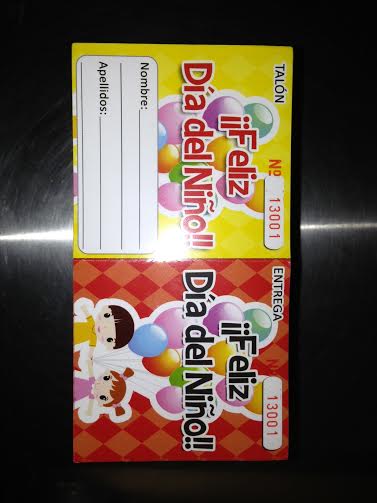 TALÓN
Nº 13001
¡¡Feliz
Día del Niño!!
Nombre:
Apellidos:
ENTREGA
Nº 13001
¡¡Feliz
Día del Niño!!